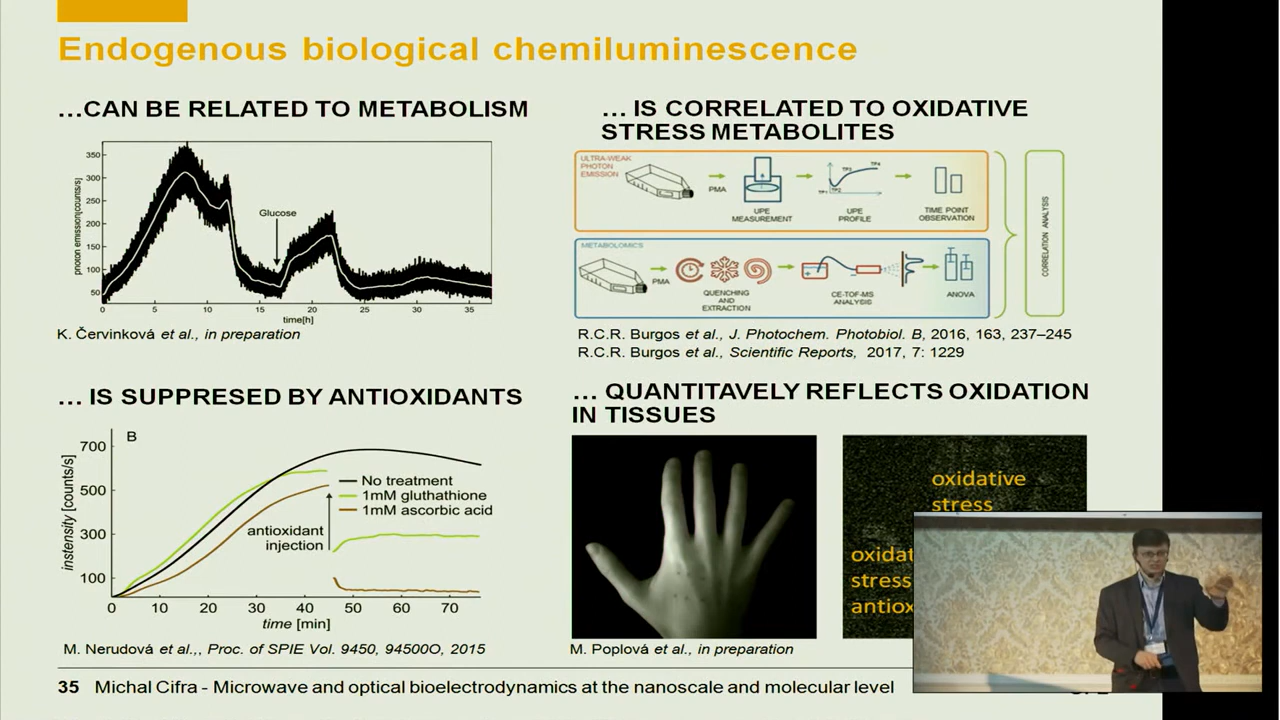 Endogenous biological chemiluminescence
…CAN BE RELATED TO METABOLISM
350
300
250
200
150
100
50
photon emission[counts/s]
Glucose
0 5 10 15 20 25 30 35
time[h]
K. Červinková et al., in preparation
… IS CORRELATED TO OXIDATIVE
STRESS METABOLITES
ULTRA-WEAK
PHOTON
EMISSION
PMA
UPE
MEASUREMENT
TP1
TP2
TP3
TP4
UPE
PROFILE
TIME POINT
OBSERVATION
METABOLOMICS
PMA
QUENCHING
AND
EXTRACTION
CE-TOF-MS
ANALYSIS
ANOVA
CORRELATION ANALYSIS
R.C.R. Burgos et al., J. Photochem. Photobiol. B, 2016, 163, 237–245
R.C.R. Burgos et al., Scientific Reports, 2017, 7: 1229
… IS SUPPRESED BY ANTIOXIDANTS
B
700
500
300
100
instensity [counts/s]
No treatment
1mM gluthathione
1mM ascorbic acid
antioxidant
injection
0 10 20 30 40 50 60 70
time [min]
M. Nerudová et al.,, Proc. of SPIE Vol. 9450, 94500O, 2015
… QUANTITAVELY REFLECTS OXIDATION
IN TISSUES
oxidative
stress
oxidat
stress
antiox
M. Poplová et al., in preparation
35 Michal Cifra - Microwave and optical bioelectrodynamics at the nanoscale and molecular level